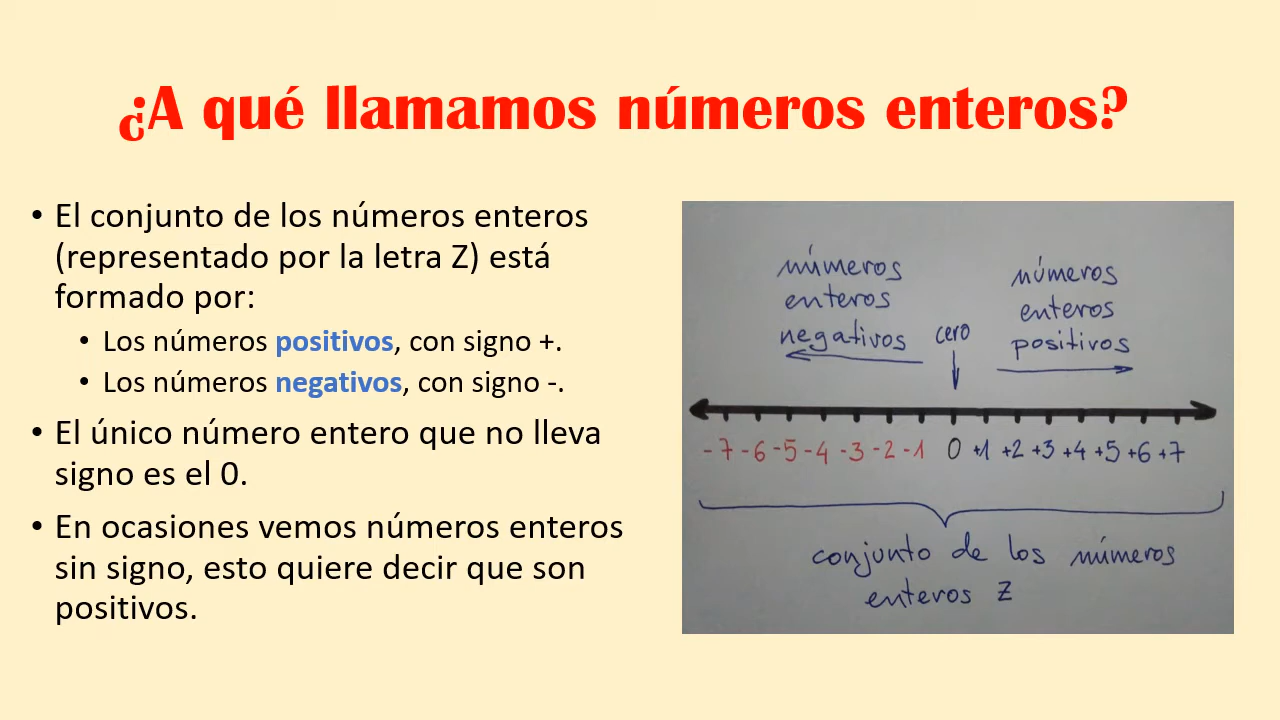 ¿A qué llamamos números enteros?
• El conjunto de los números enteros
(representado por la letra Z) está
formado por:
• Los números positivos, con signo +.
• Los números negativos, con signo -.
• El único número entero que no lleva
signo es el 0.
• En ocasiones vemos números enteros
sin signo, esto quiere decir que son
positivos.
números
enteros
negativos
cero
números
enteros
positivos
-7 -6 -5 -4 -3 -2 -1 0 +1 +2 +3 +4 +5 +6 +7
conjunto de los números
enteros Z